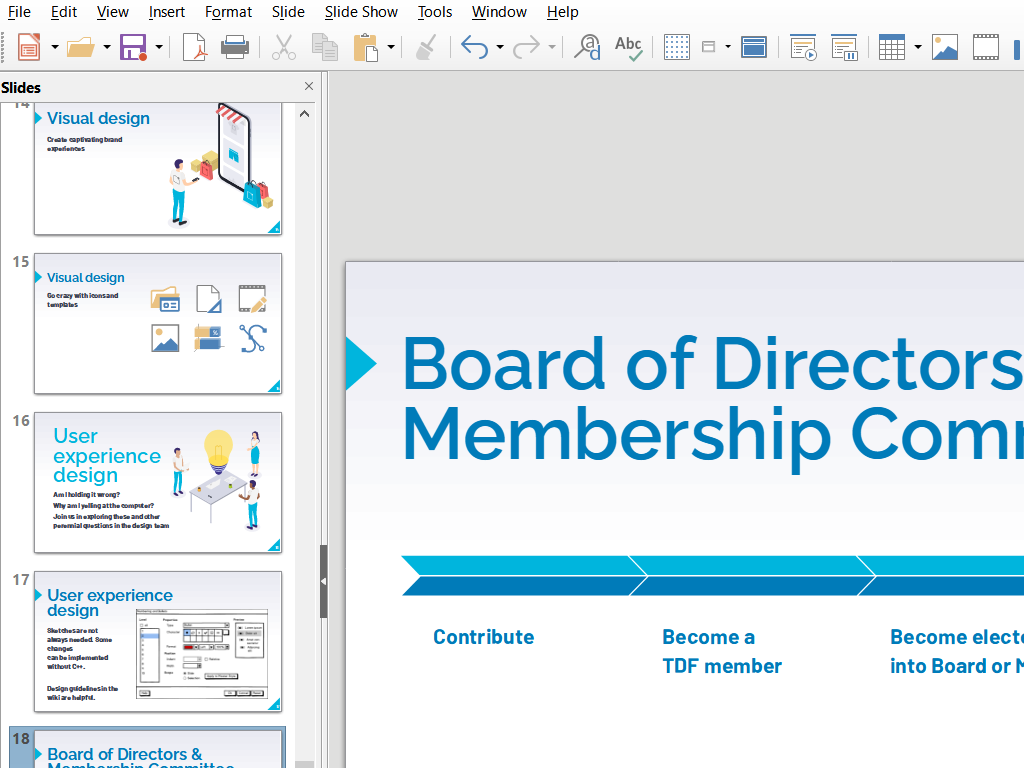 File Edit View Insert Format Slide Slide Show Tools Window Help
Abc
Slides
14
Visual design
Create captivating brand
experiences
15
Visual design
Go crazy with icons and
templates
16
User
experience
design
Am I holding it wrong?
Why am I yelling at the computer?
Join us in exploring these and other
perennial questions in the design team
17
User experience
design
Sketches are not
always needed. Some
changes
can be implemented
without C++.
Design guidelines in the
wiki are helpful.
18
Board of Directors &
Membership Committee
Board of Directors
Membership Comm
Contribute
Become a
TDF member
Become electe
into Board or M